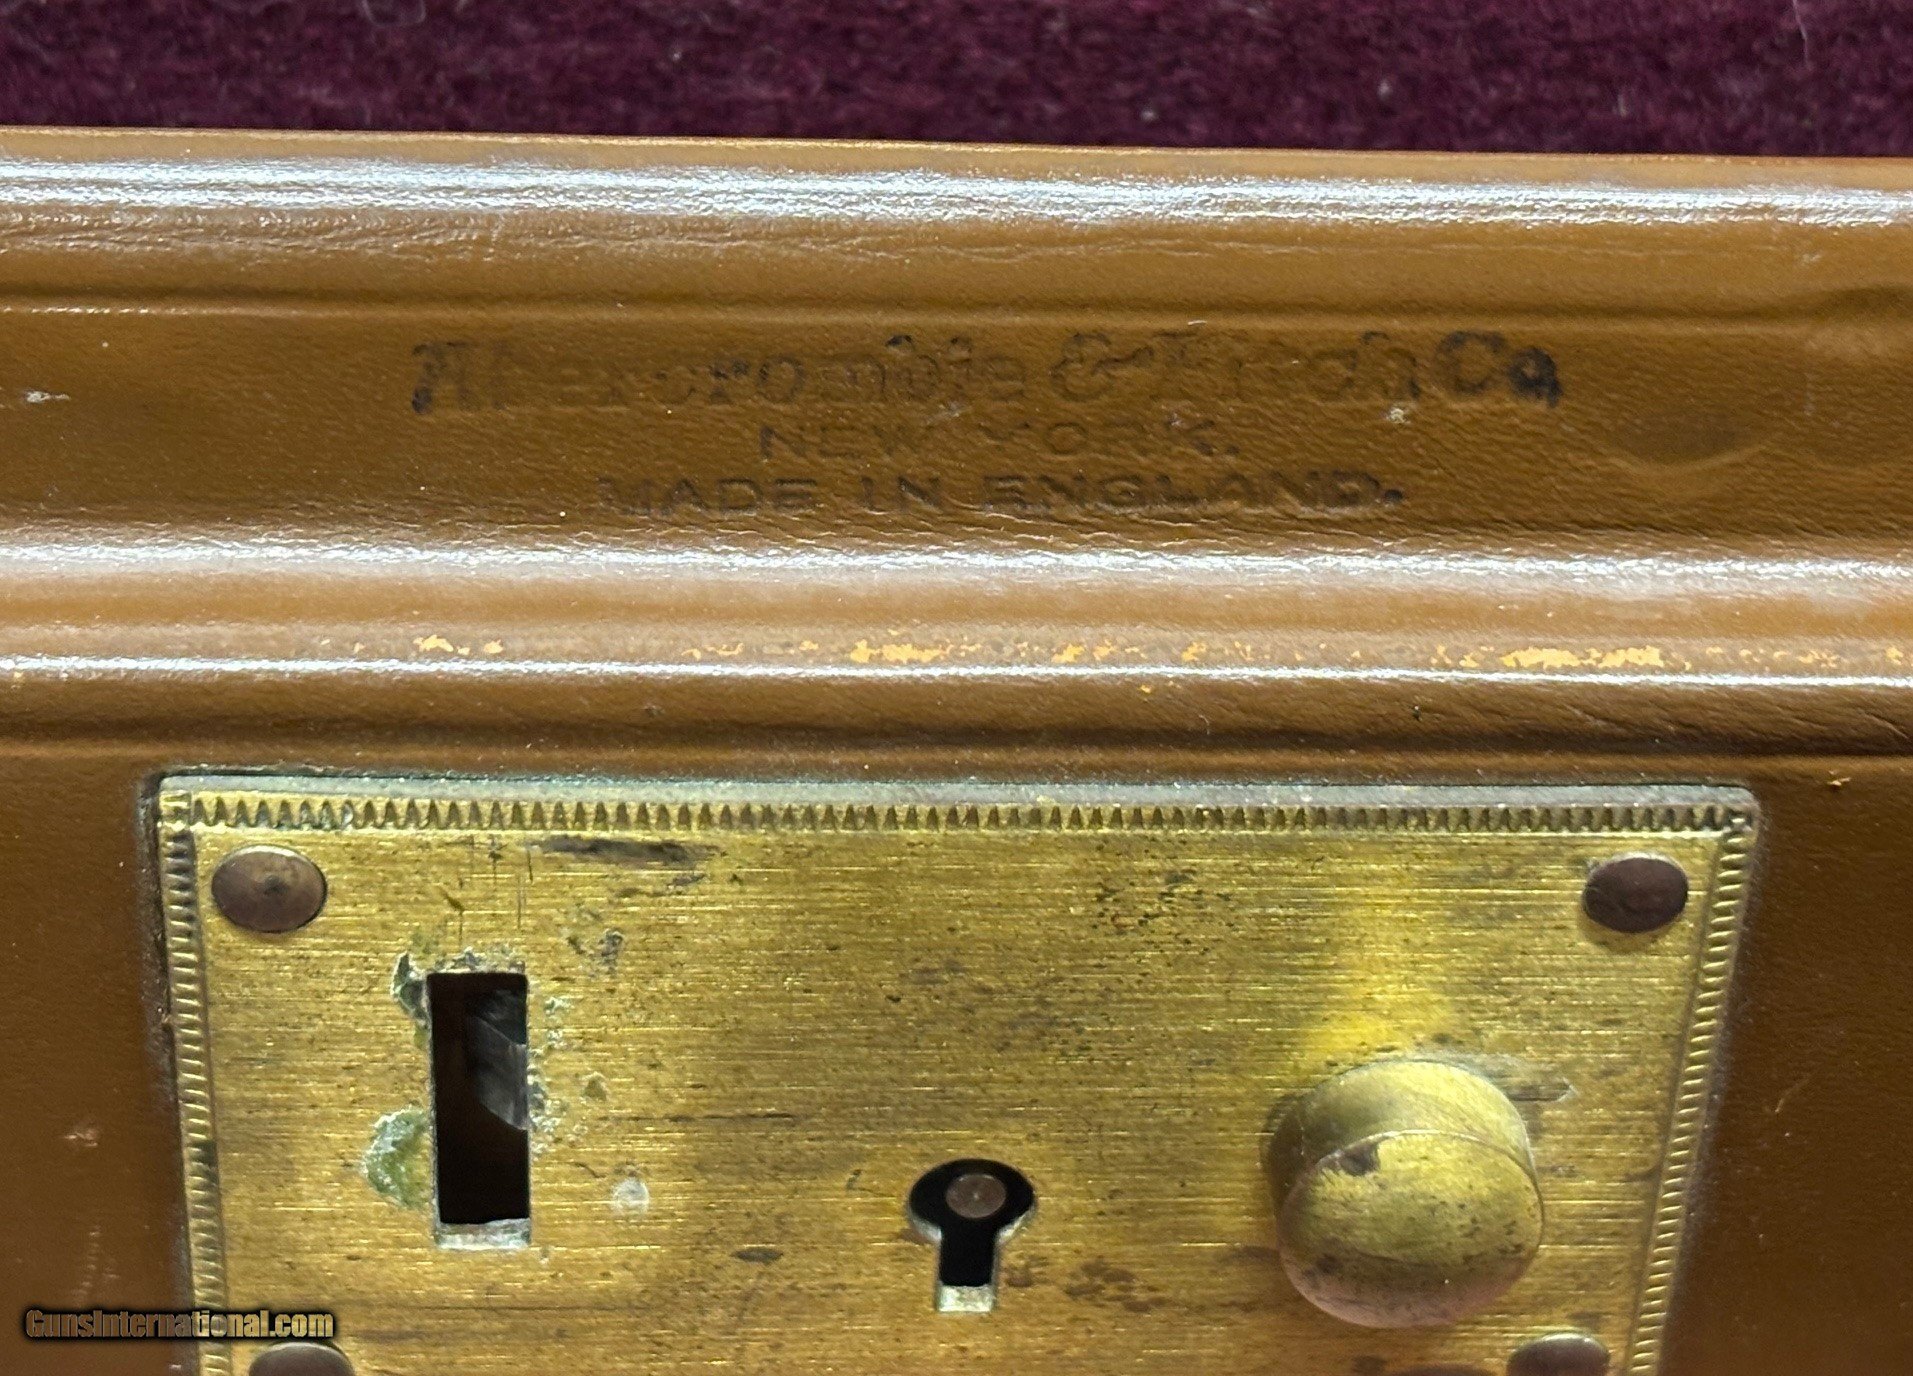 Abercrombie & Fitch Co.
NEW YORK.
MADE IN ENGLAND.
GunsInternational.com